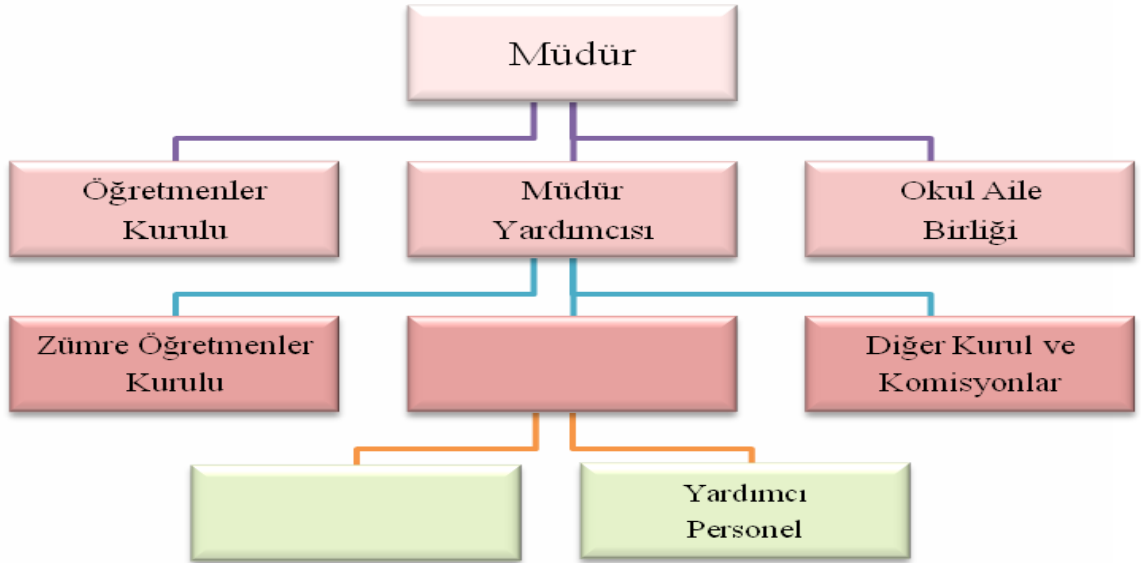 Müdür
Öğretmenler
Kurulu
Müdür
Yardımcısı
Okul Aile
Birliği
Zümre Öğretmenler
Kurulu
Diğer Kurul ve
Komisyonlar
Yardımcı
Personel